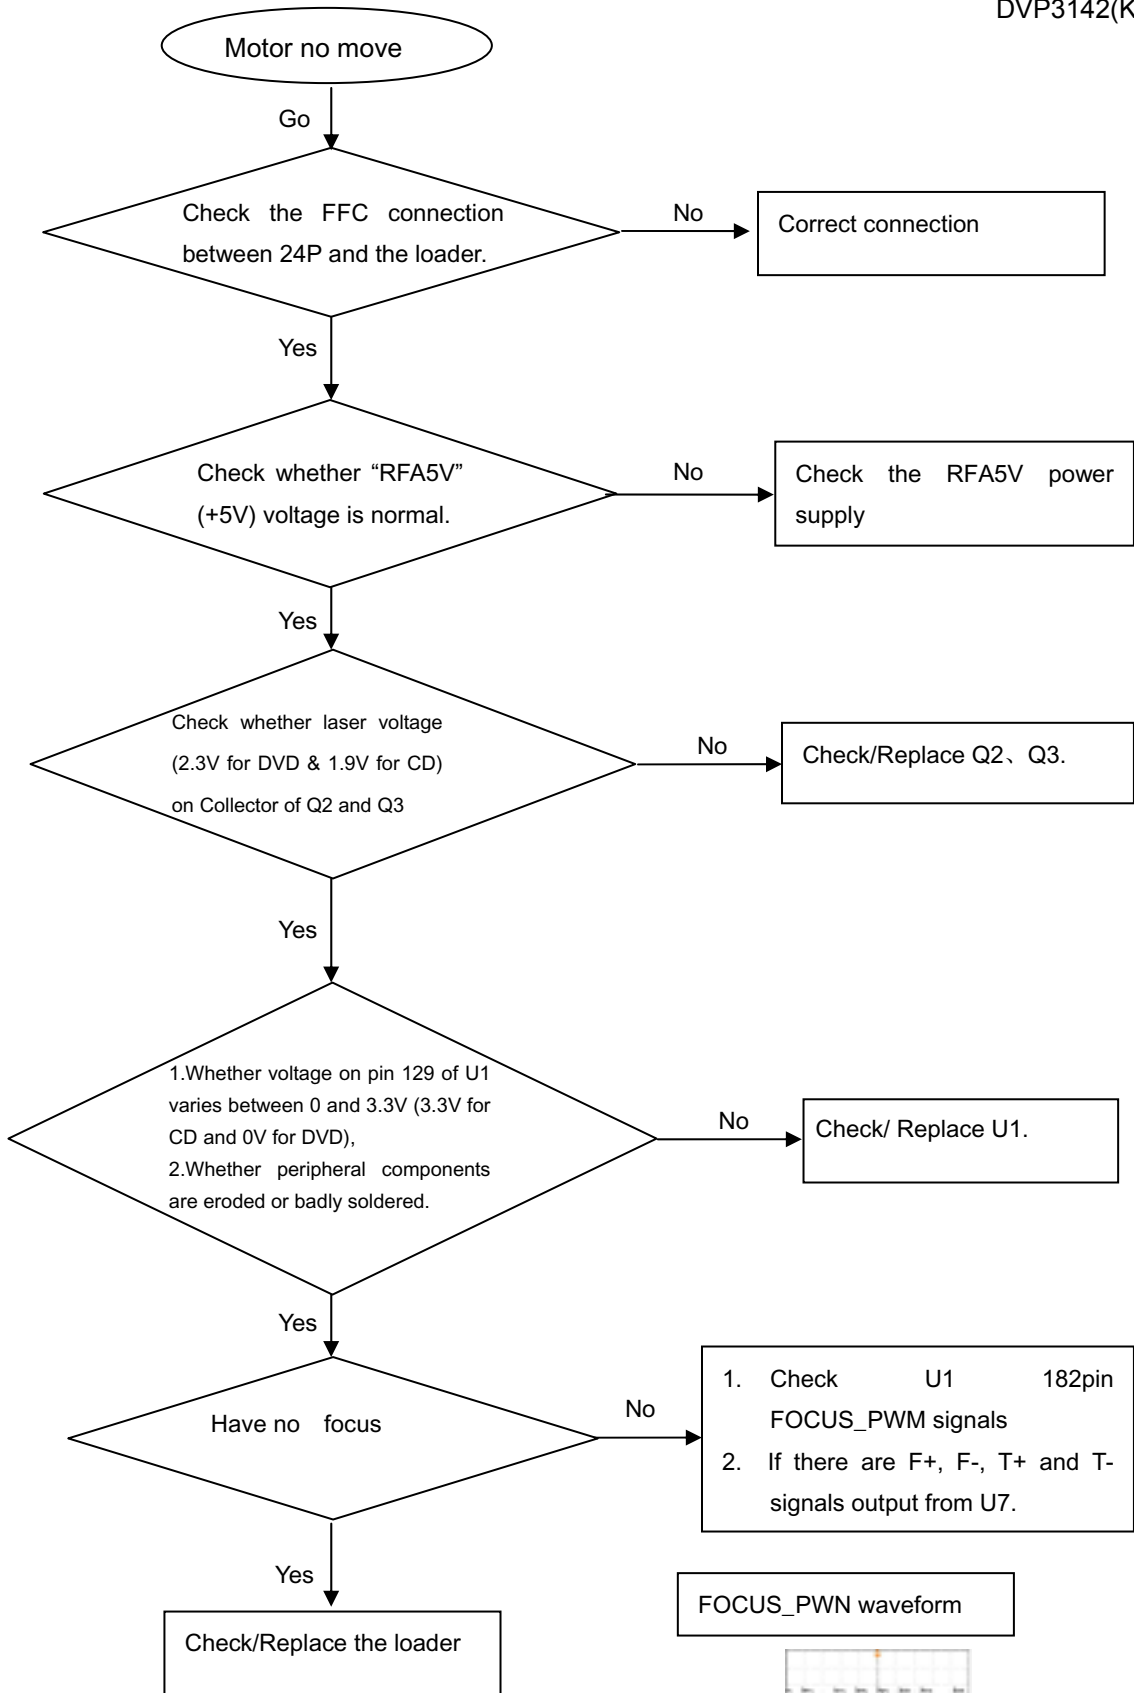 DVP3142(K
Motor no move
Go
Check the FFC connection
between 24P and the loader.
No
Correct connection
Yes
Check whether “RFA5V”
(+5V) voltage is normal.
No
Check the RFA5V power
supply
Yes
Check whether laser voltage
(2.3V for DVD & 1.9V for CD)
on Collector of Q2 and Q3
No
Check/Replace Q2、Q3.
Yes
1.Whether voltage on pin 129 of U1
varies between 0 and 3.3V (3.3V for
CD and 0V for DVD),
2.Whether peripheral components
are eroded or badly soldered.
No
Check/ Replace U1.
Yes
Have no focus
No
1. Check U1 182pin
FOCUS_PWM signals
2. If there are F+, F-, T+ and T-
signals output from U7.
Yes
FOCUS_PWN waveform
Check/Replace the loader